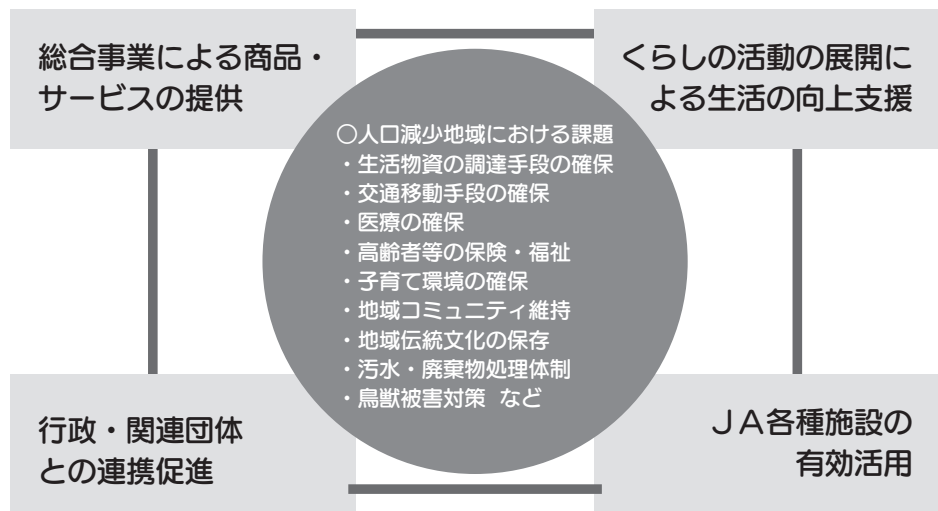 総合事業による商品・
サービスの提供
くらしの活動の展開に
よる生活の向上支援
○人口減少地域における課題
・生活物資の調達手段の確保
・交通移動手段の確保
・医療の確保
・高齢者等の保険・福祉
・子育て環境の確保
・地域コミュニティ維持
・地域伝統文化の保存
・汚水・廃棄物処理体制
・鳥獣被害対策 など
行政・関連団体
との連携促進
ＪＡ各種施設の
有効活用